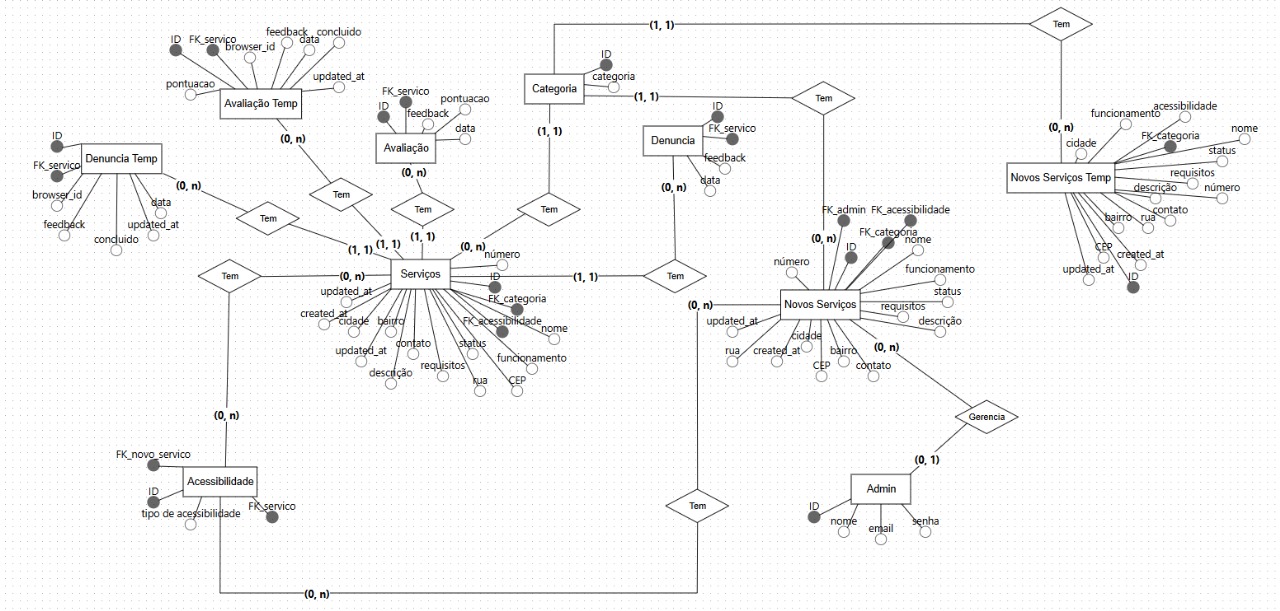 (1, 1)
Tem
(0, n)
ID
FK_servico
browser_id
feedback
data
concluido
updated_at
pontuacao
Avaliação Temp
(0, n)
Tem
(1, 1)
ID
categoria
Categoria
(1, 1)
Tem
(0, n)
(1, 1)
Tem
(0, n)
FK_servico
ID
feedback
pontuacao
data
Avaliação
(0, n)
Tem
(1, 1)
ID
FK_servico
Denuncia
feedback
data
(0, n)
Tem
(1, 1)
acessibilidade
funcionamento
FK_categoria
nome
cidade
status
Novos Serviços Temp
requisitos
descrição
número
bairro
rua
contato
CEP
created_at
updated_at
ID
ID
Denuncia Temp
FK_servico
browser_id
feedback
concluido
updated_at
data
(0, n)
Tem
(1, 1)
Serviços
número
ID
FK_categoria
FK_acessibilidade
nome
updated_at
created_at
cidade
bairro
updated_at
contato
descrição
requisitos
status
rua
CEP
funcionamento
Tem
(0, n)
(0, n)
FK_admin
FK_acessibilidade
FK_categoria
ID
nome
número
funcionamento
status
Novos Serviços
requisitos
descrição
updated_at
rua
created_at
cidade
CEP
bairro
contato
(0, n)
(0, n)
Gerencia
(0, 1)
Admin
ID
nome
email
senha
FK_novo_servico
Acessibilidade
ID
tipo de acessibilidade
FK_servico
Tem
(0, n)